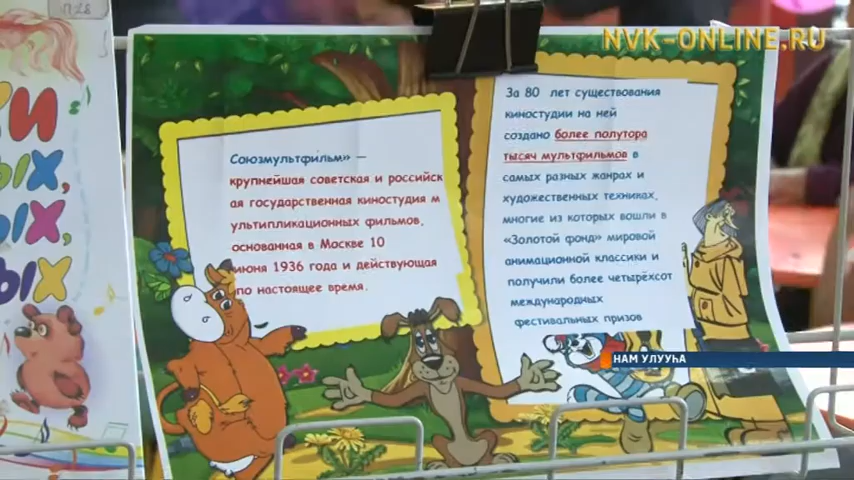 NVK-ONLINE.RU
Союзмультфильм» –
крупнейшая советская и российск
ая государственная киностудия м
ультипликационных фильмов,
основанная в Москве 10
июня 1936 года и действующая
по настоящее время.
За 80 лет существования
киностудии на ней
создано более полутора
тысяч мультфильмов в
самых разных жанрах и
художественных техниках,
многие из которых вошли в
«Золотой фонд» мировой
анимационной классики и
получили более четырёхсот
международных
фестивальных призов
НАМ УЛУУҺА